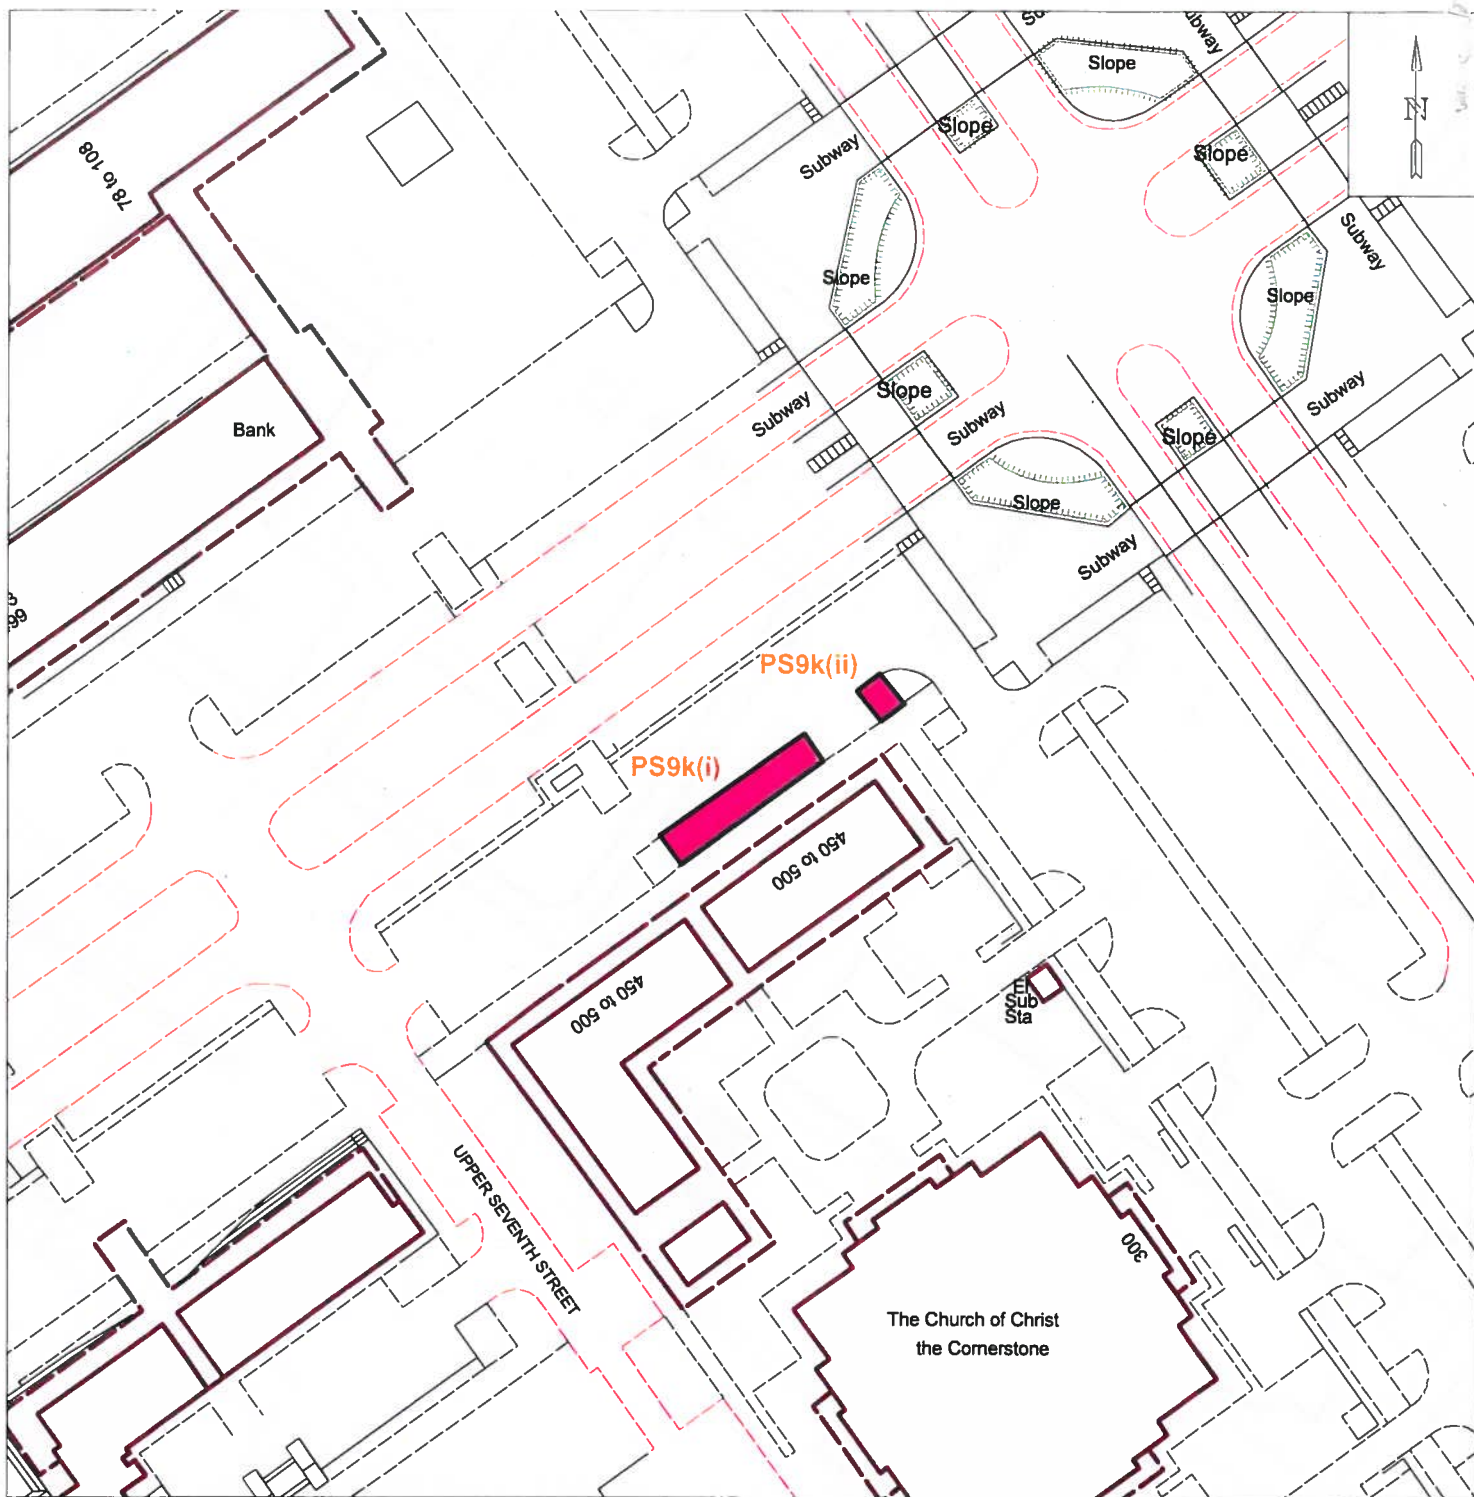 Subway
Slope
N
Slope
Slope
78 to 108
Subway
Subway
Slope
Slope
Slope
Subway
Subway
Subway
Bank
Slope
Slope
Subway
99
PS9k(ii)
PS9k(i)
450 to 500
450 to 500
El
Sub
Sta
UPPER SEVENTH STREET
300
The Church of Christ
the Cornerstone